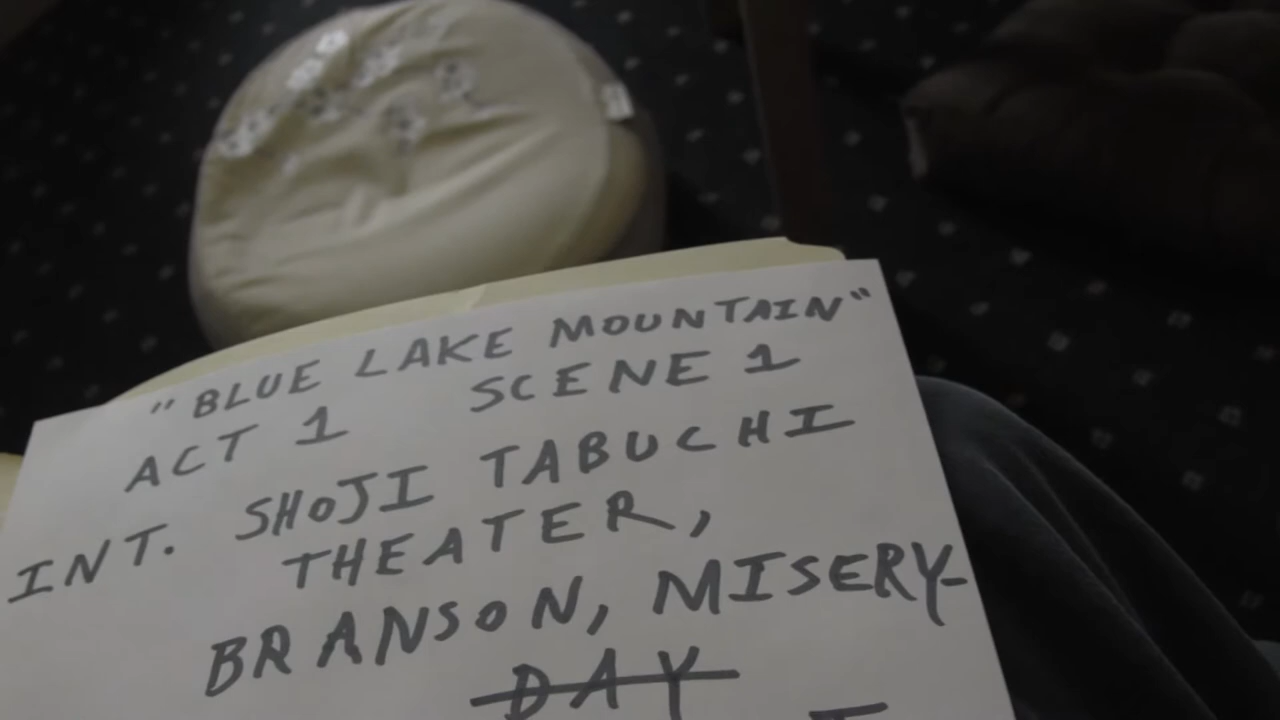 "BLUE LAKE MOUNTAIN"
ACT 1 SCENE 1
INT. SHOJI TABUCHI
THEATER,
BRANSON, MISERY-
DAY